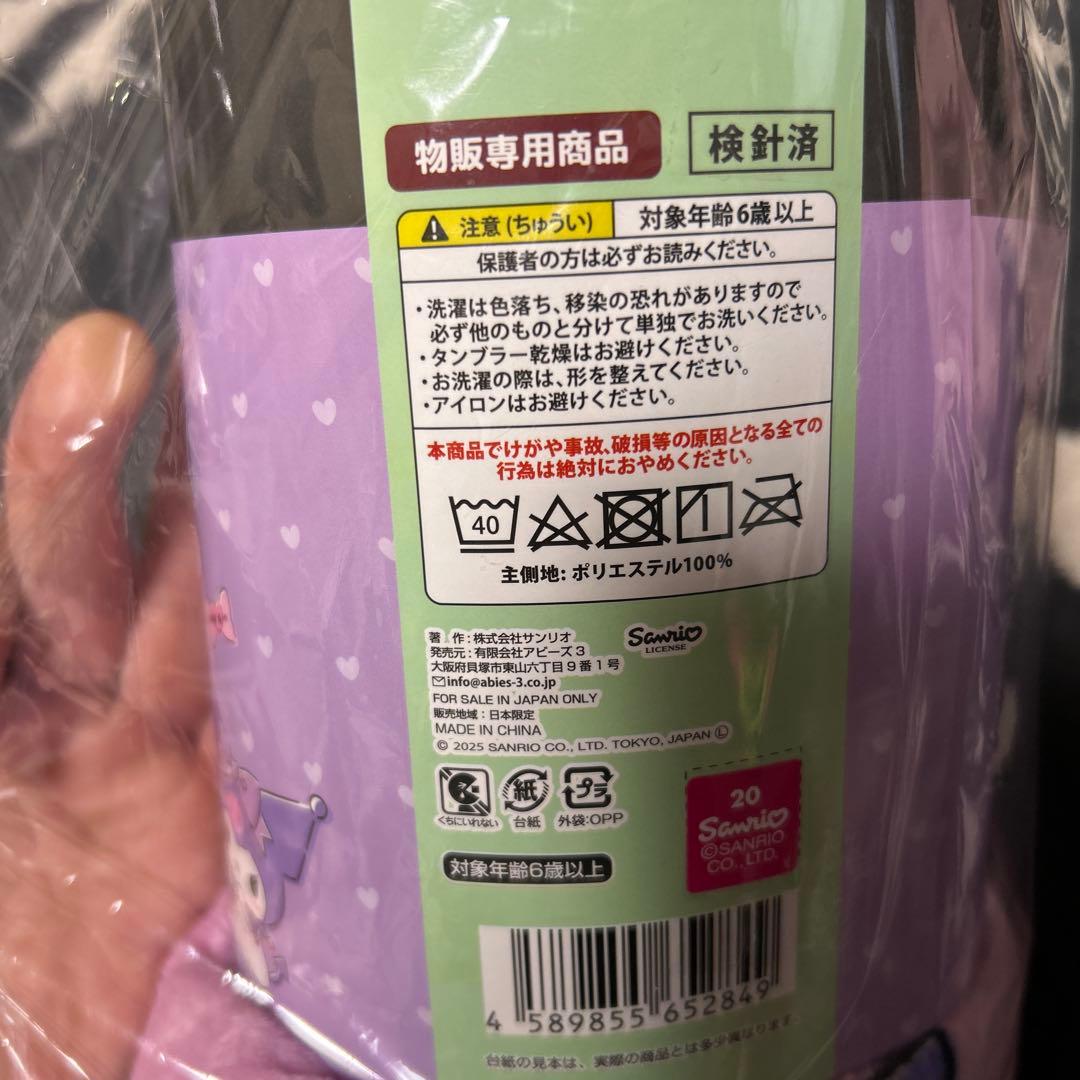 物販専用商品
検針済
注意(ちゅうい)
対象年齢6歳以上
保護者の方は必ずお読みください。
・洗濯は色落ち、移染の恐れがありますので
必ず他のものと分けて単独でお洗いください。
・タンブラー乾燥はお避けください。
・お洗濯の際は、形を整えてください。
・アイロンはお避けください。
本商品でけがや事故、破損等の原因となる全ての
行為は絶対におやめください。
40
主側地: ポリエステル100%
著 作:株式会社サンリオ
発売元:有限会社アビーズ3
大阪府貝塚市東山六丁目9番1号
info@abies-3.co.jp
FOR SALE IN JAPAN ONLY
販売地域:日本限定
MADE IN CHINA
© 2025 SANRIO CO., LTD. TOKYO, JAPAN Ⓛ
Sanrio
LICENSE
くちにいれない
紙
台紙
プラ
外袋:OPP
20
Sanrio
©SANRIO
CO., LTD.
対象年齢6歳以上
4 589855 652849
台紙の見本は、実際の商品とは多少異なります。